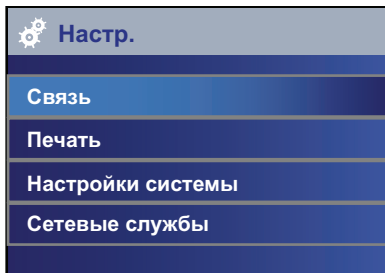 Настр.
Связь
Печать
Настройки системы
Сетевые службы